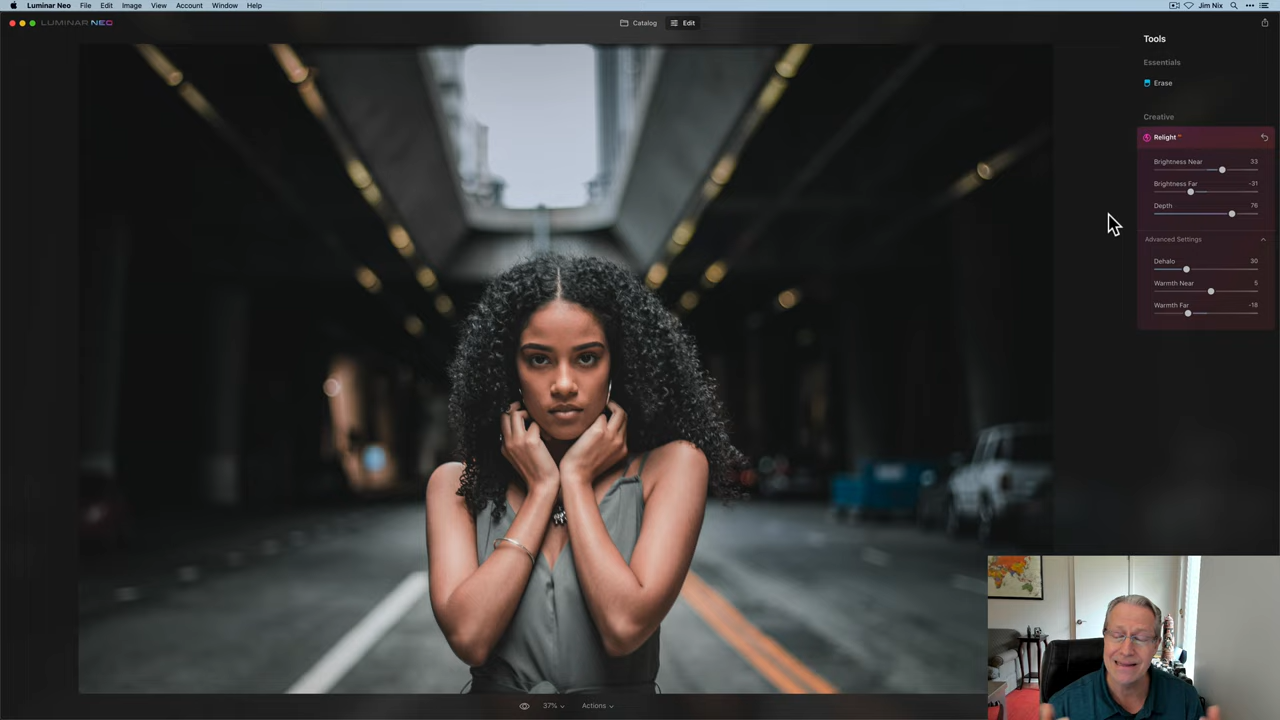 Luminar Neo File Edit Image View Account Window Help Jim Nix
LUMINAR NEO Catalog Edit
Tools
Essentials
Erase
Creative
Relight
Brightness Near 33
Brightness Far -31
Depth 76
Advanced Settings
Dehalo 30
Warmth Near 5
Warmth Far -18
37% Actions